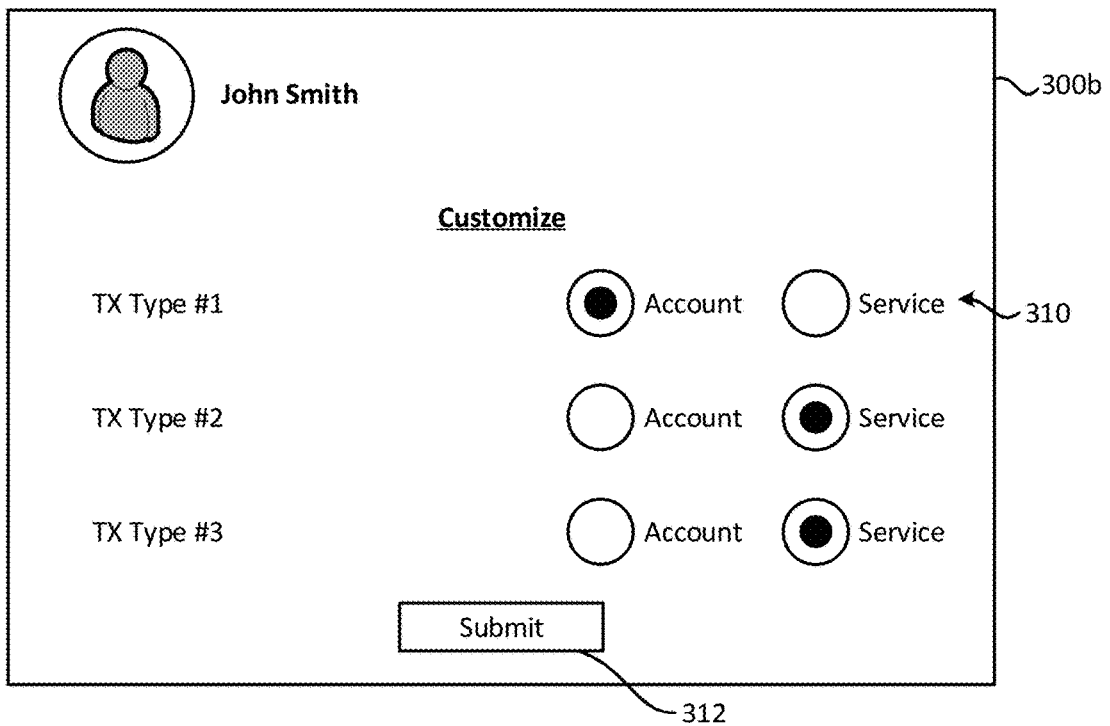 John Smith
300b
Customize
TX Type #1 Account Service
310
TX Type #2 Account Service
TX Type #3 Account Service
Submit
312